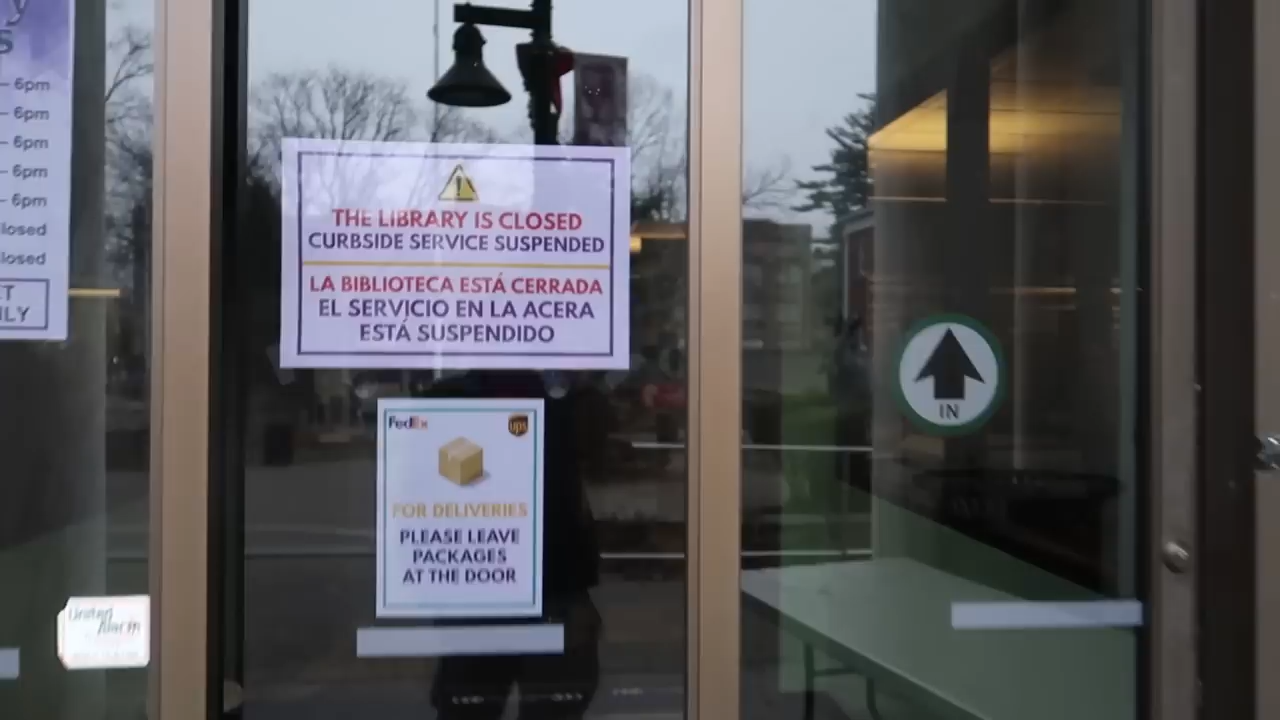 y
s
– 6pm
– 6pm
– 6pm
– 6pm
– 6pm
losed
losed
T
LY
THE LIBRARY IS CLOSED
CURBSIDE SERVICE SUSPENDED
LA BIBLIOTECA ESTÁ CERRADA
EL SERVICIO EN LA ACERA
ESTÁ SUSPENDIDO
FedEx
ups
FOR DELIVERIES
PLEASE LEAVE
PACKAGES
AT THE DOOR
United
Alarm
IN